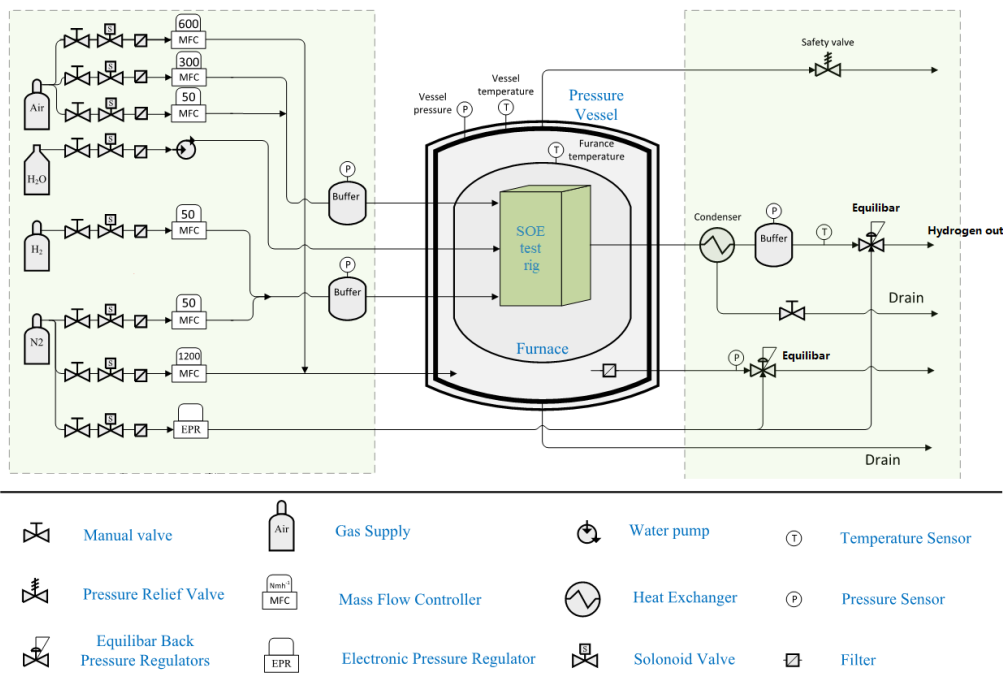 600
S
MFC
300
S
MFC
Air
50
S
MFC
H₂O
S
H₂
50
S
MFC
N2
50
S
MFC
1200
S
MFC
S
EPR
P
Buffer
P
Buffer
Vessel
pressure
P
Vessel
temperature
T
Pressure
Vessel
T
Furance
temperature
SOE
test
rig
Furnace
Safety valve
Condenser
P
Buffer
T
Equilibar
Hydrogen out
Drain
P
Equilibar
Drain
Manual valve
Air
Gas Supply
Water pump
T
Temperature Sensor
Pressure Relief Valve
Nmh⁻¹
MFC
Mass Flow Controller
Heat Exchanger
P
Pressure Sensor
Equilibar Back
Pressure Regulators
EPR
Electronic Pressure Regulator
S
Solonoid Valve
Filter